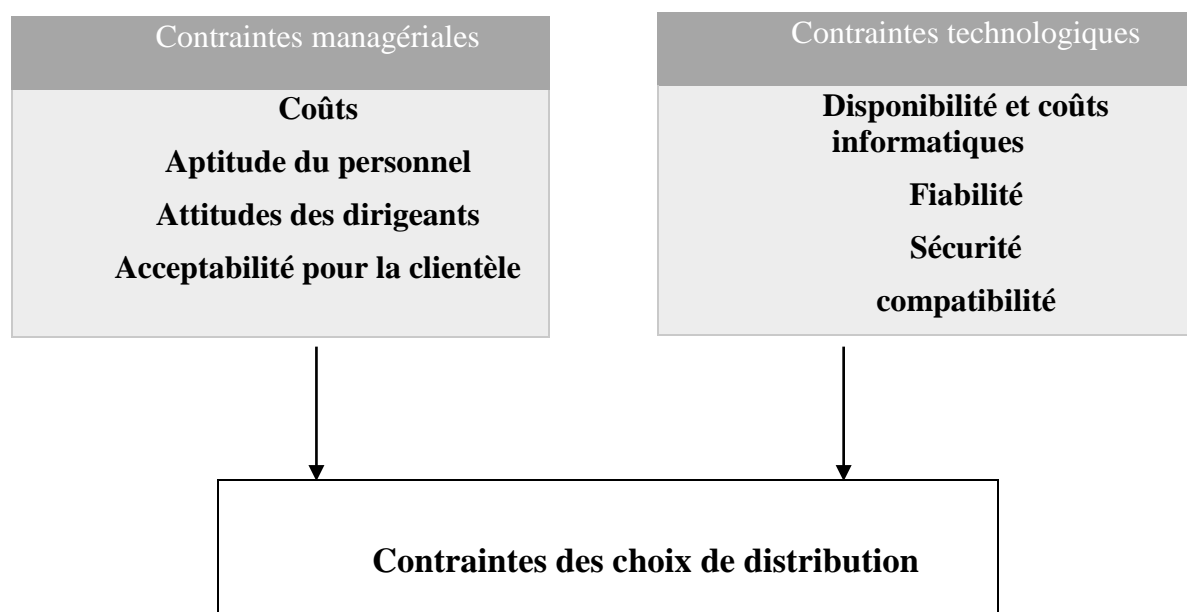 Contraintes managériales
Coûts
Aptitude du personnel
Attitudes des dirigeants
Acceptabilité pour la clientèle
Contraintes technologiques
Disponibilité et coûts
informatiques
Fiabilité
Sécurité
compatibilité
Contraintes des choix de distribution